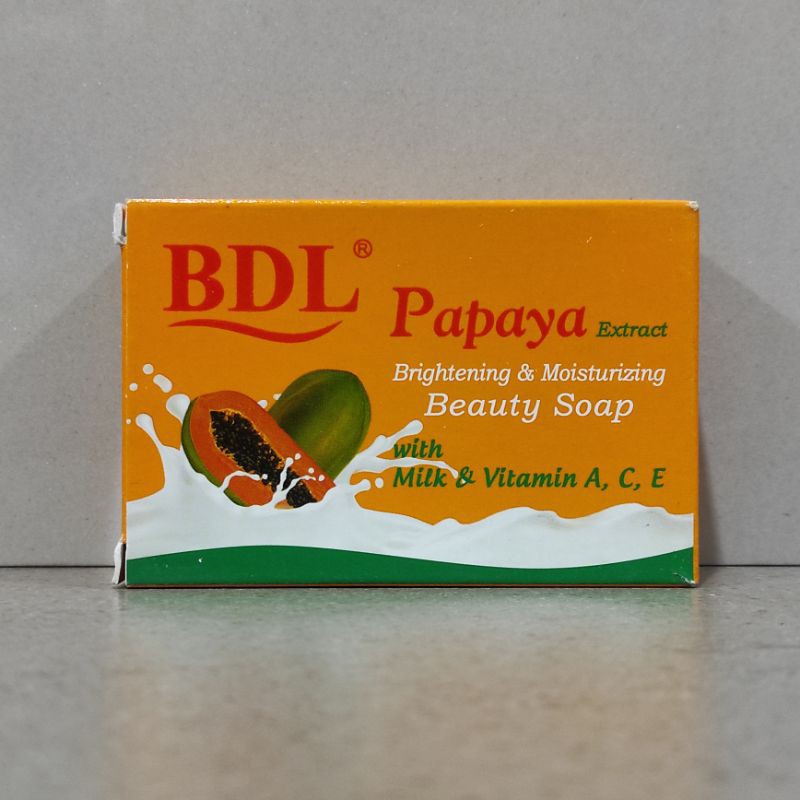 BDL®
Papaya Extract
Brightening & Moisturizing
Beauty Soap
with
Milk & Vitamin A, C, E